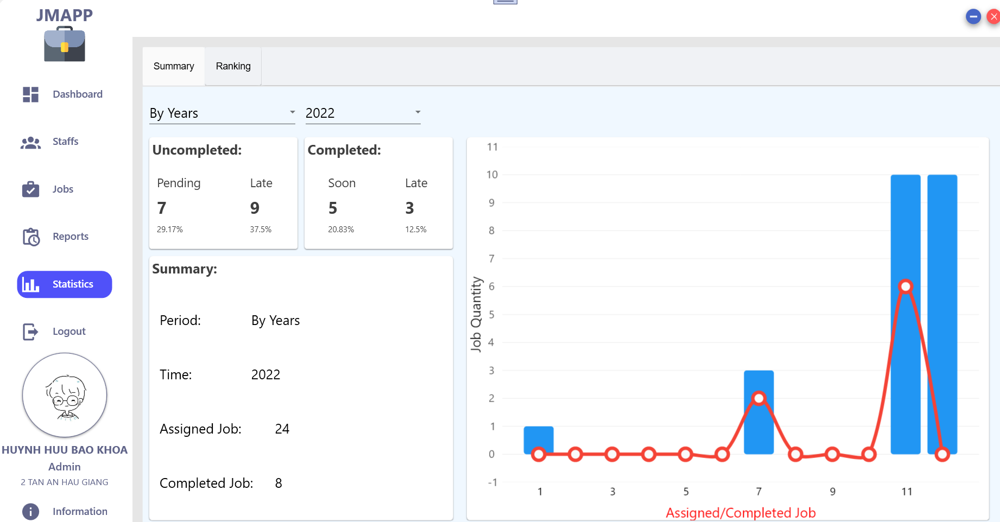 JMAPP
Dashboard
Staffs
Jobs
Reports
Statistics
Logout
HUYNH HUU BAO KHOA
Admin
2 TAN AN HAU GIANG
Information
Summary Ranking
By Years 2022
Uncompleted:
Pending Late
7 9
29.17% 37.5%
Completed:
Soon Late
5 3
20.83% 12.5%
Summary:
Period: By Years
Time: 2022
Assigned Job: 24
Completed Job: 8
Job Quantity
11
10
9
8
7
6
5
4
3
2
1
0
-1
1 3 5 7 9 11
Assigned/Completed Job